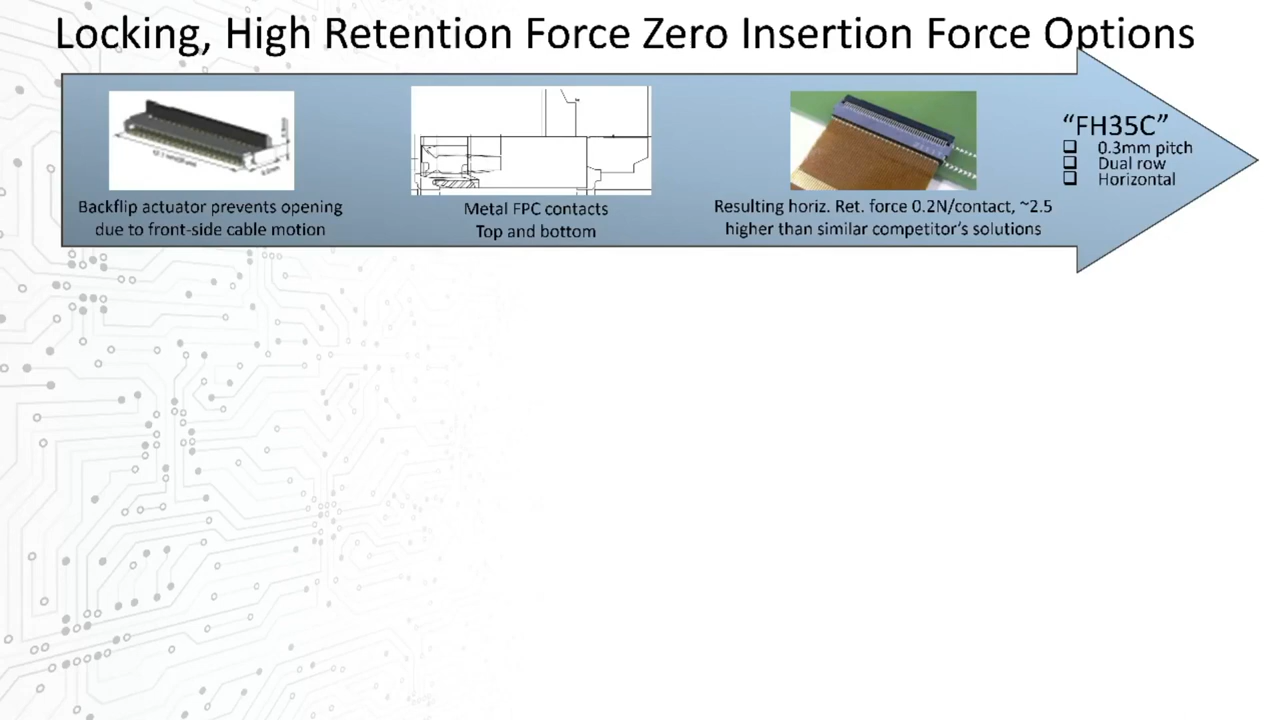 Locking, High Retention Force Zero Insertion Force Options
Backflip actuator prevents opening
due to front-side cable motion
Metal FPC contacts
Top and bottom
Resulting horiz. Ret. force 0.2N/contact, ~2.5
higher than similar competitor's solutions
“FH35C”
0.3mm pitch
Dual row
Horizontal